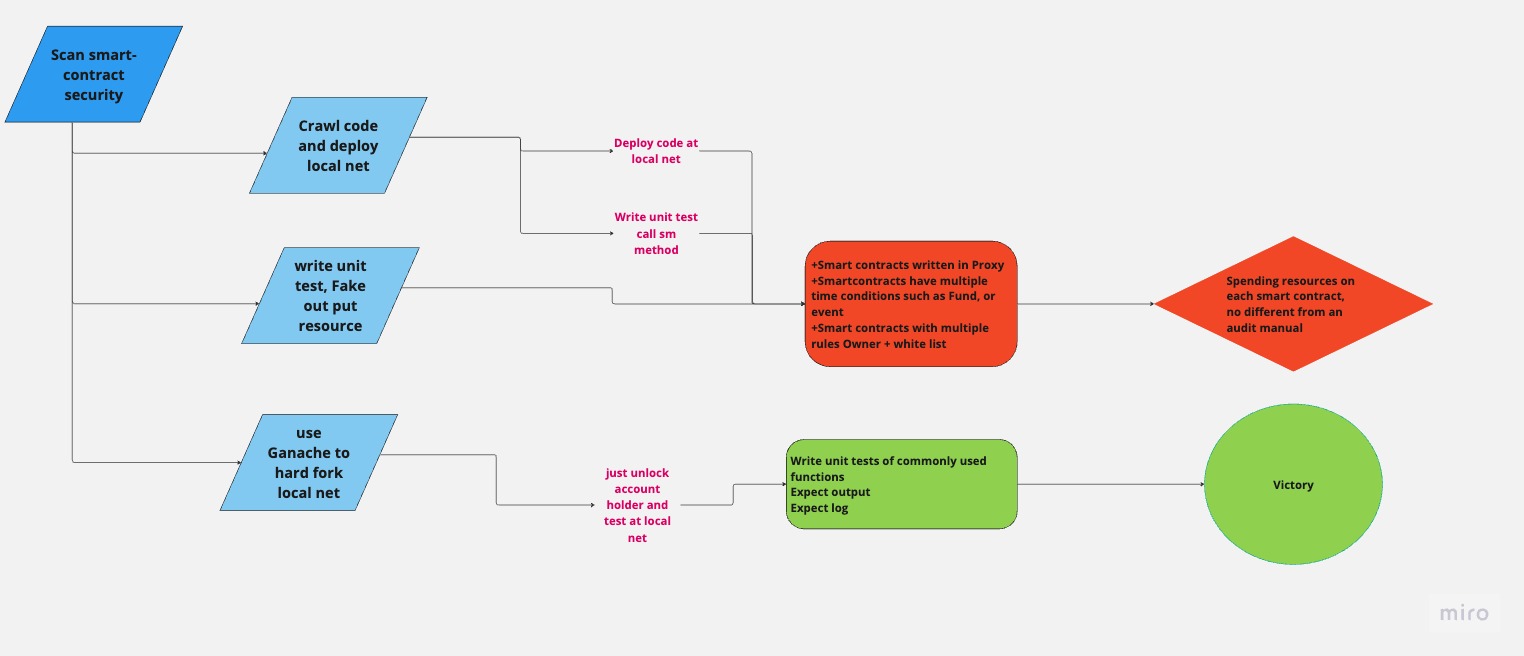 Scan smart-
contract
security
Crawl code
and deploy
local net
Deploy code at
local net
Write unit test
call sm
method
write unit
test, Fake
out put
resource
+Smart contracts written in Proxy
+Smartcontracts have multiple
time conditions such as Fund, or
event
+Smart contracts with multiple
rules Owner + white list
Spending resources on
each smart contract,
no different from an
audit manual
use
Ganache to
hard fork
local net
just unlock
account
holder and
test at local
net
Write unit tests of commonly used
functions
Expect output
Expect log
Victory
miro